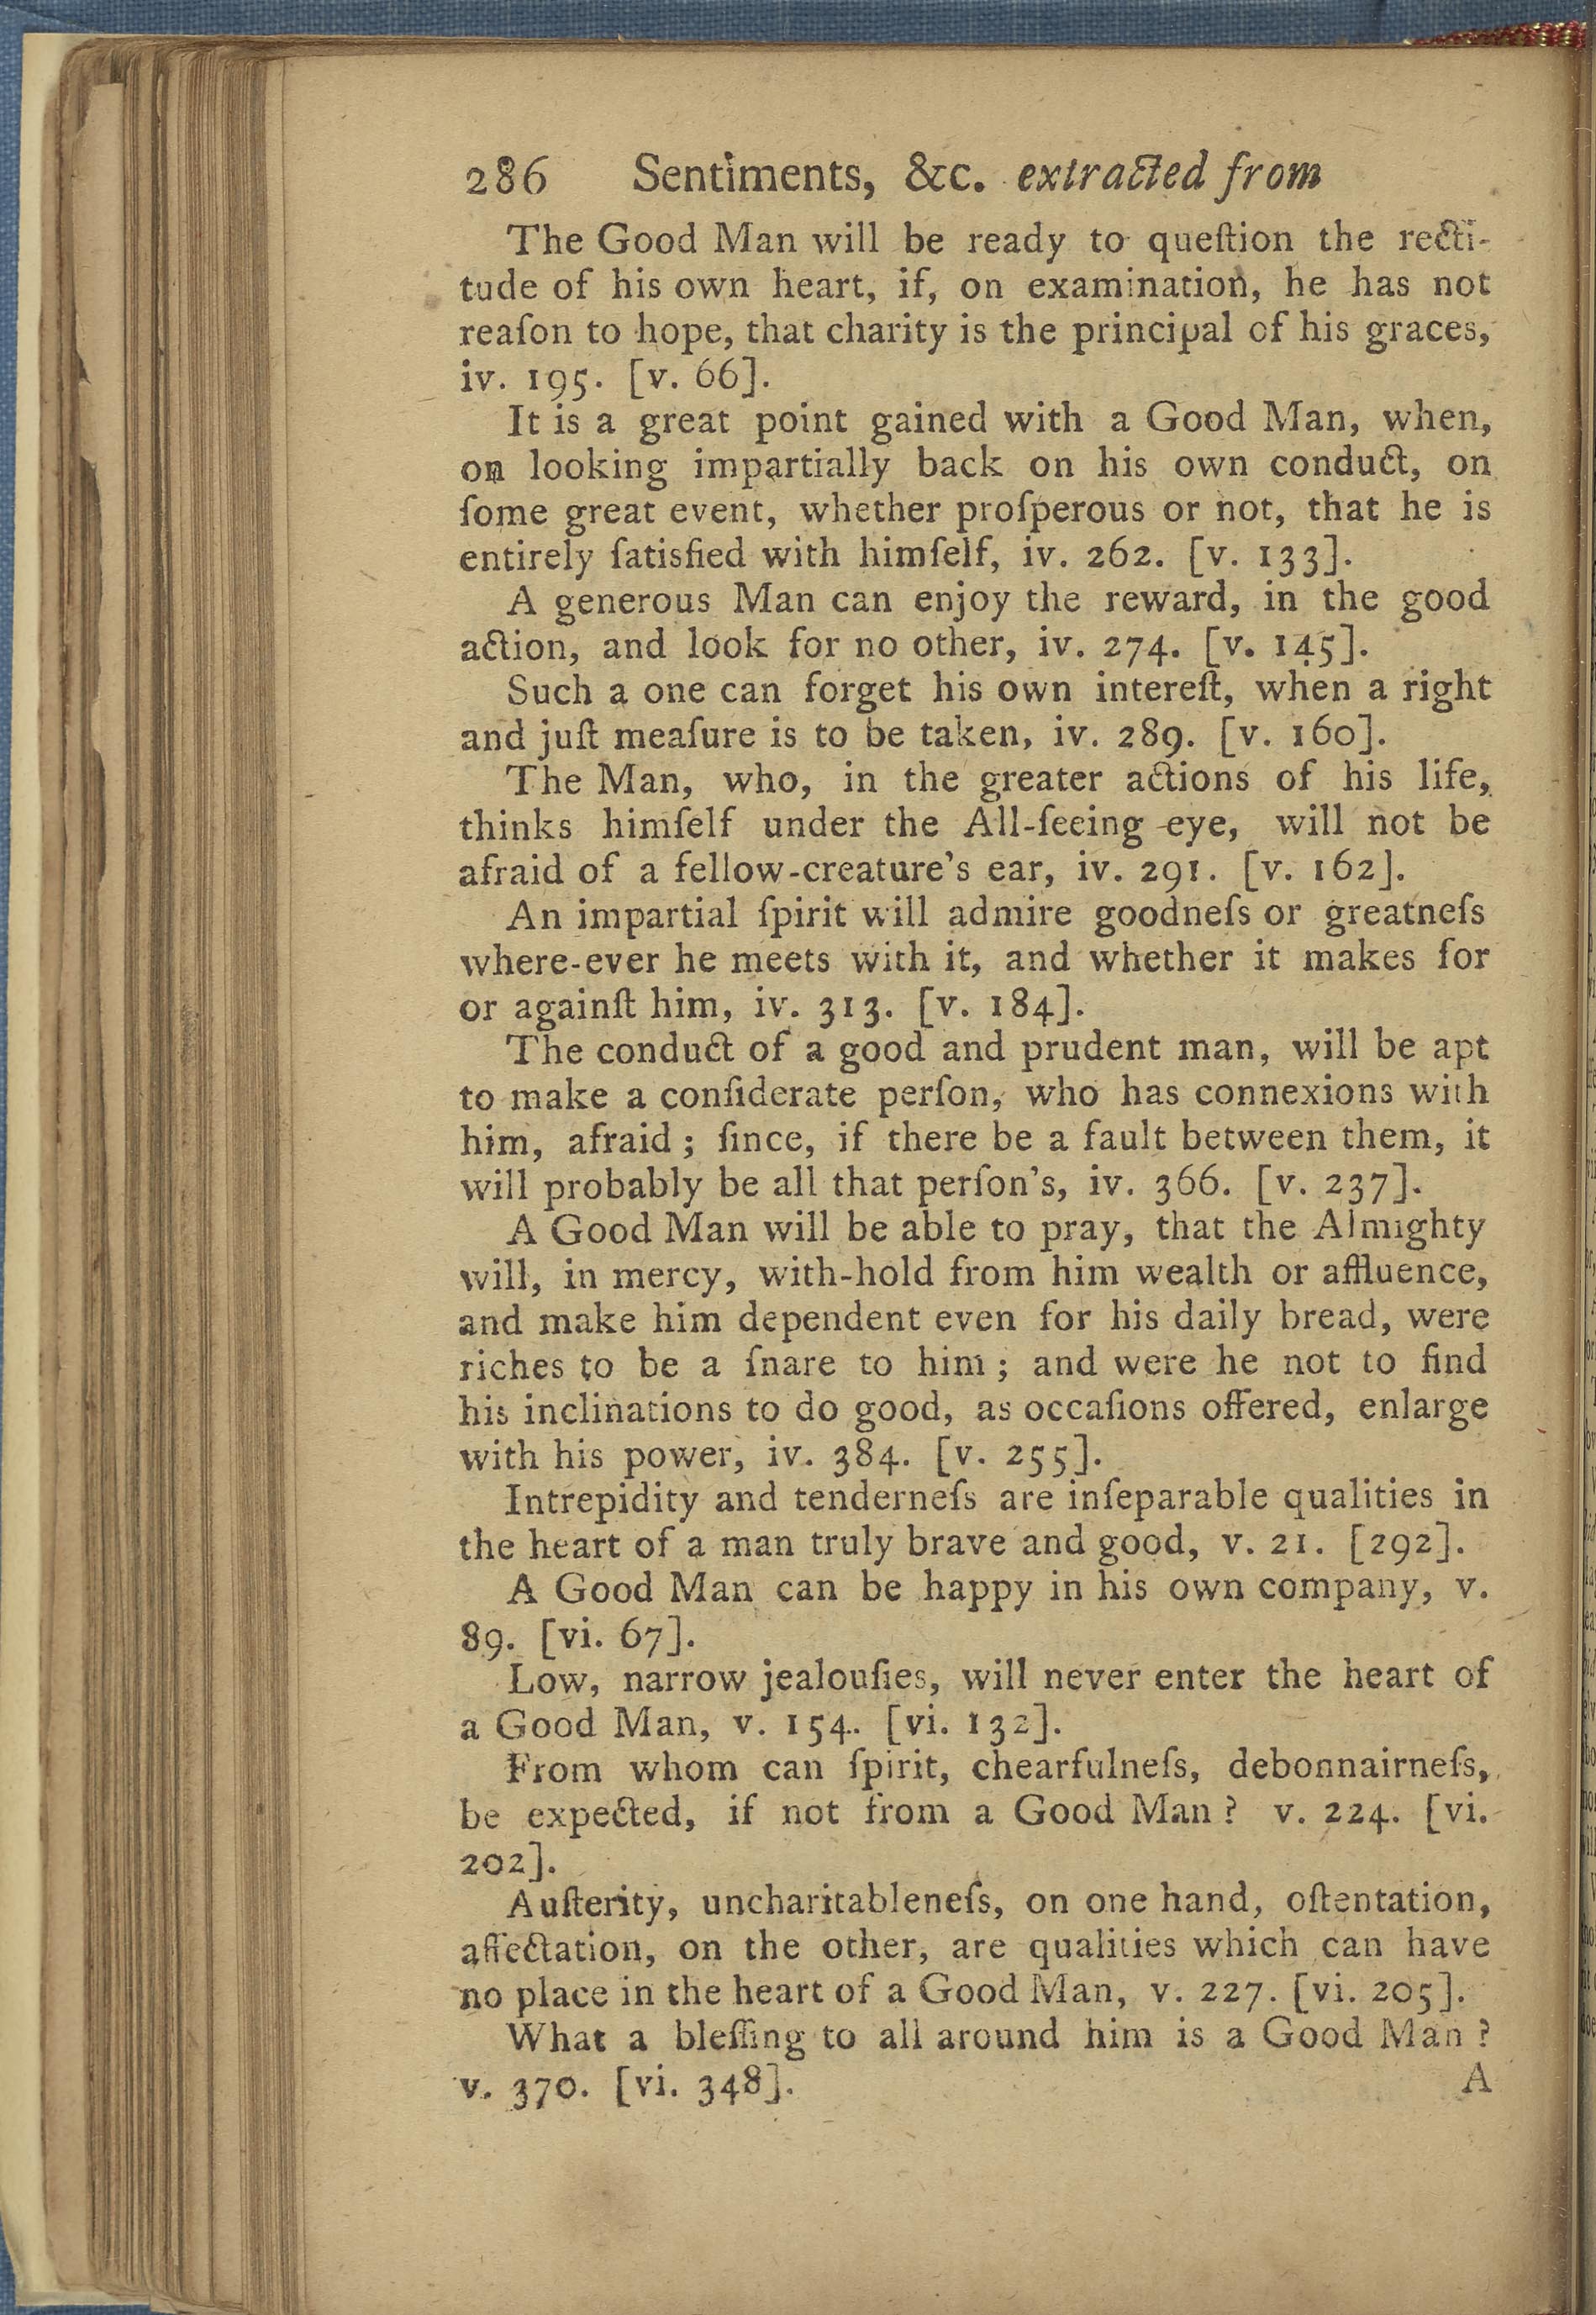 286 Sentiments, &c. extracted from
The Good Man will be ready to queſtion the recti-
tude of his own heart, if, on examination, he has not
reaſon to hope, that charity is the principal of his graces,
iv. 195. [v. 66].
It is a great point gained with a Good Man, when,
on looking impartially back on his own conduct, on
ſome great event, whether proſperous or not, that he is
entirely ſatisfied with himſelf, iv. 262. [v. 133].
A generous Man can enjoy the reward, in the good
action, and look for no other, iv. 274. [v. 145].
Such a one can forget his own intereſt, when a right
and juſt meaſure is to be taken, iv. 289. [v. 160].
The Man, who, in the greater actions of his life,
thinks himſelf under the All-ſeeing eye, will not be
afraid of a fellow-creature's ear, iv. 291. [v. 162].
An impartial ſpirit will admire goodneſs or greatneſs
where-ever he meets with it, and whether it makes for
or againſt him, iv. 313. [v. 184].
The conduct of a good and prudent man, will be apt
to make a conſiderate perſon, who has connexions with
him, afraid; ſince, if there be a fault between them, it
will probably be all that perſon's, iv. 366. [v. 237].
A Good Man will be able to pray, that the Almighty
will, in mercy, with-hold from him wealth or affluence,
and make him dependent even for his daily bread, were
riches to be a ſnare to him; and were he not to find
his inclinations to do good, as occaſions offered, enlarge
with his power, iv. 384. [v. 255].
Intrepidity and tenderneſs are inſeparable qualities in
the heart of a man truly brave and good, v. 21. [292].
A Good Man can be happy in his own company, v.
89. [vi. 67].
Low, narrow jealouſies, will never enter the heart of
a Good Man, v. 154. [vi. 132].
From whom can ſpirit, chearfulneſs, debonnairneſs,
be expected, if not from a Good Man? v. 224. [vi.
202].
Auſterity, uncharitableneſs, on one hand, oſtentation,
affectation, on the other, are qualities which can have
no place in the heart of a Good Man, v. 227. [vi. 205].
What a bleſſing to all around him is a Good Man?
v. 370. [vi. 348]. A